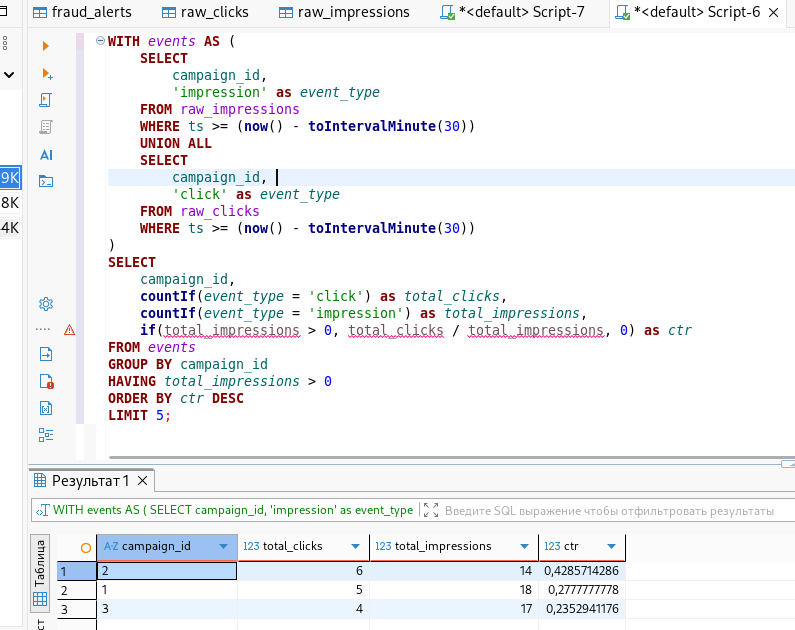 fraud_alerts raw_clicks raw_impressions *<default> Script-7 *<default> Script-6
9K
8K
4K
WITH events AS (
SELECT
campaign_id,
'impression' as event_type
FROM raw_impressions
WHERE ts >= (now() - toIntervalMinute(30))
UNION ALL
SELECT
campaign_id,
'click' as event_type
FROM raw_clicks
WHERE ts >= (now() - toIntervalMinute(30))
)
SELECT
campaign_id,
countIf(event_type = 'click') as total_clicks,
countIf(event_type = 'impression') as total_impressions,
if(total_impressions > 0, total_clicks / total_impressions, 0) as ctr
FROM events
GROUP BY campaign_id
HAVING total_impressions > 0
ORDER BY ctr DESC
LIMIT 5;
AI
Результат 1
WITH events AS ( SELECT campaign_id, 'impression' as event_type Введите SQL выражение чтобы отфильтровать результаты
Таблица
A-Z campaign_id 123 total_clicks 123 total_impressions 123 ctr
1 2 6 14 0,4285714286
2 1 5 18 0,2777777778
3 3 4 17 0,2352941176